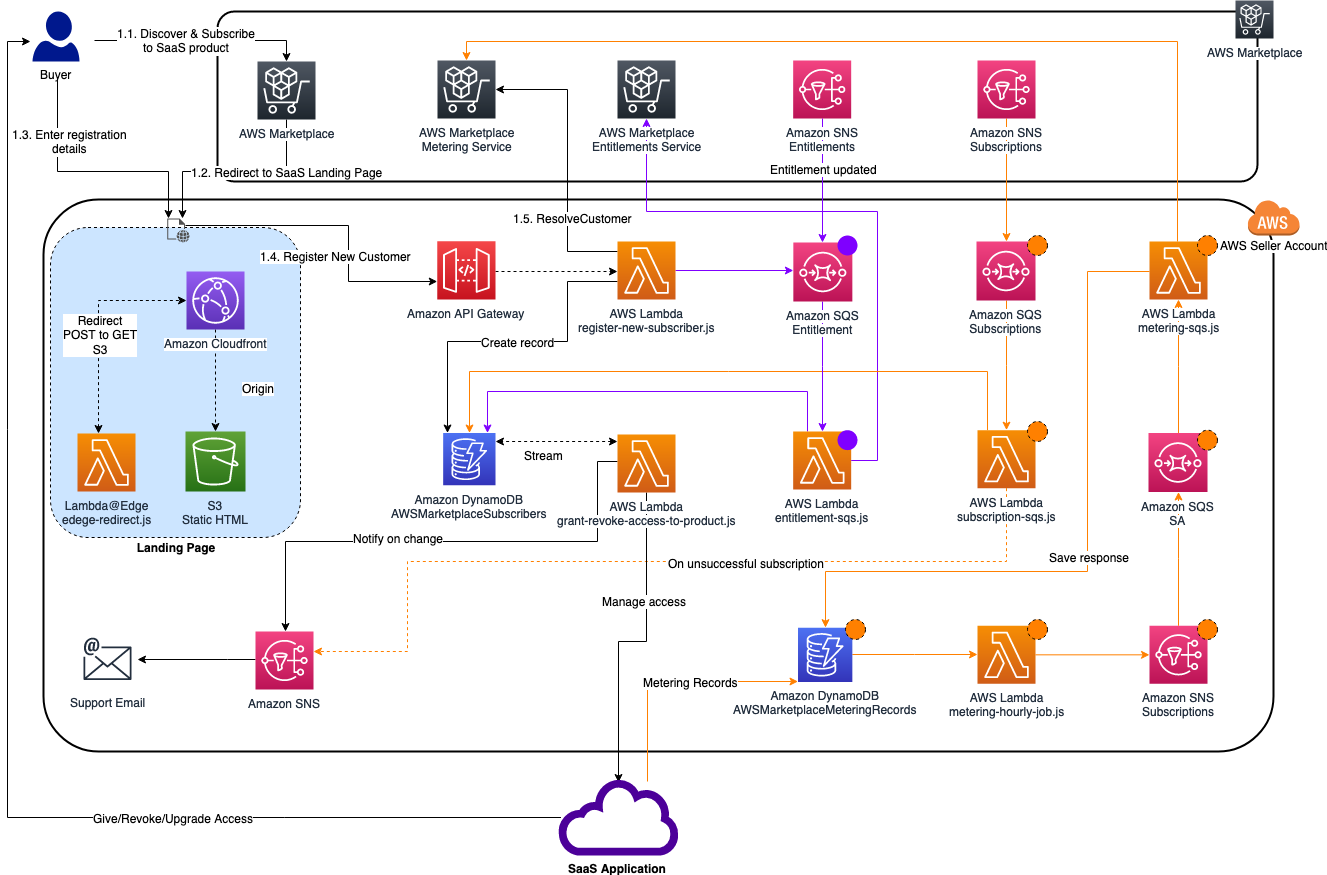 Buyer
1.1. Discover & Subscribe
to SaaS product
AWS Marketplace
AWS Marketplace
AWS Marketplace
Metering Service
AWS Marketplace
Entitlements Service
Amazon SNS
Entitlements
Amazon SNS
Subscriptions
1.3. Enter registration
details
1.2. Redirect to SaaS Landing Page
Entitlement updated
1.5. ResolveCustomer
AWS
AWS Seller Account
1.4. Register New Customer
Amazon API Gateway
AWS Lambda
register-new-subscriber.js
Amazon SQS
Entitlement
Amazon SQS
Subscriptions
AWS Lambda
metering-sqs.js
Redirect
POST to GET
S3
Amazon Cloudfront
Create record
Origin
Lambda@Edge
edege-redirect.js
S3
Static HTML
Landing Page
Stream
Amazon DynamoDB
AWSMarketplaceSubscribers
AWS Lambda
grant-revoke-access-to-product.js
AWS Lambda
entitlement-sqs.js
AWS Lambda
subscription-sqs.js
Amazon SQS
SA
Notify on change
On unsuccessful subscription
Save response
Manage access
@
Support Email
Amazon SNS
Metering Records
Amazon DynamoDB
AWSMarketplaceMeteringRecords
AWS Lambda
metering-hourly-job.js
Amazon SNS
Subscriptions
Give/Revoke/Upgrade Access
SaaS Application